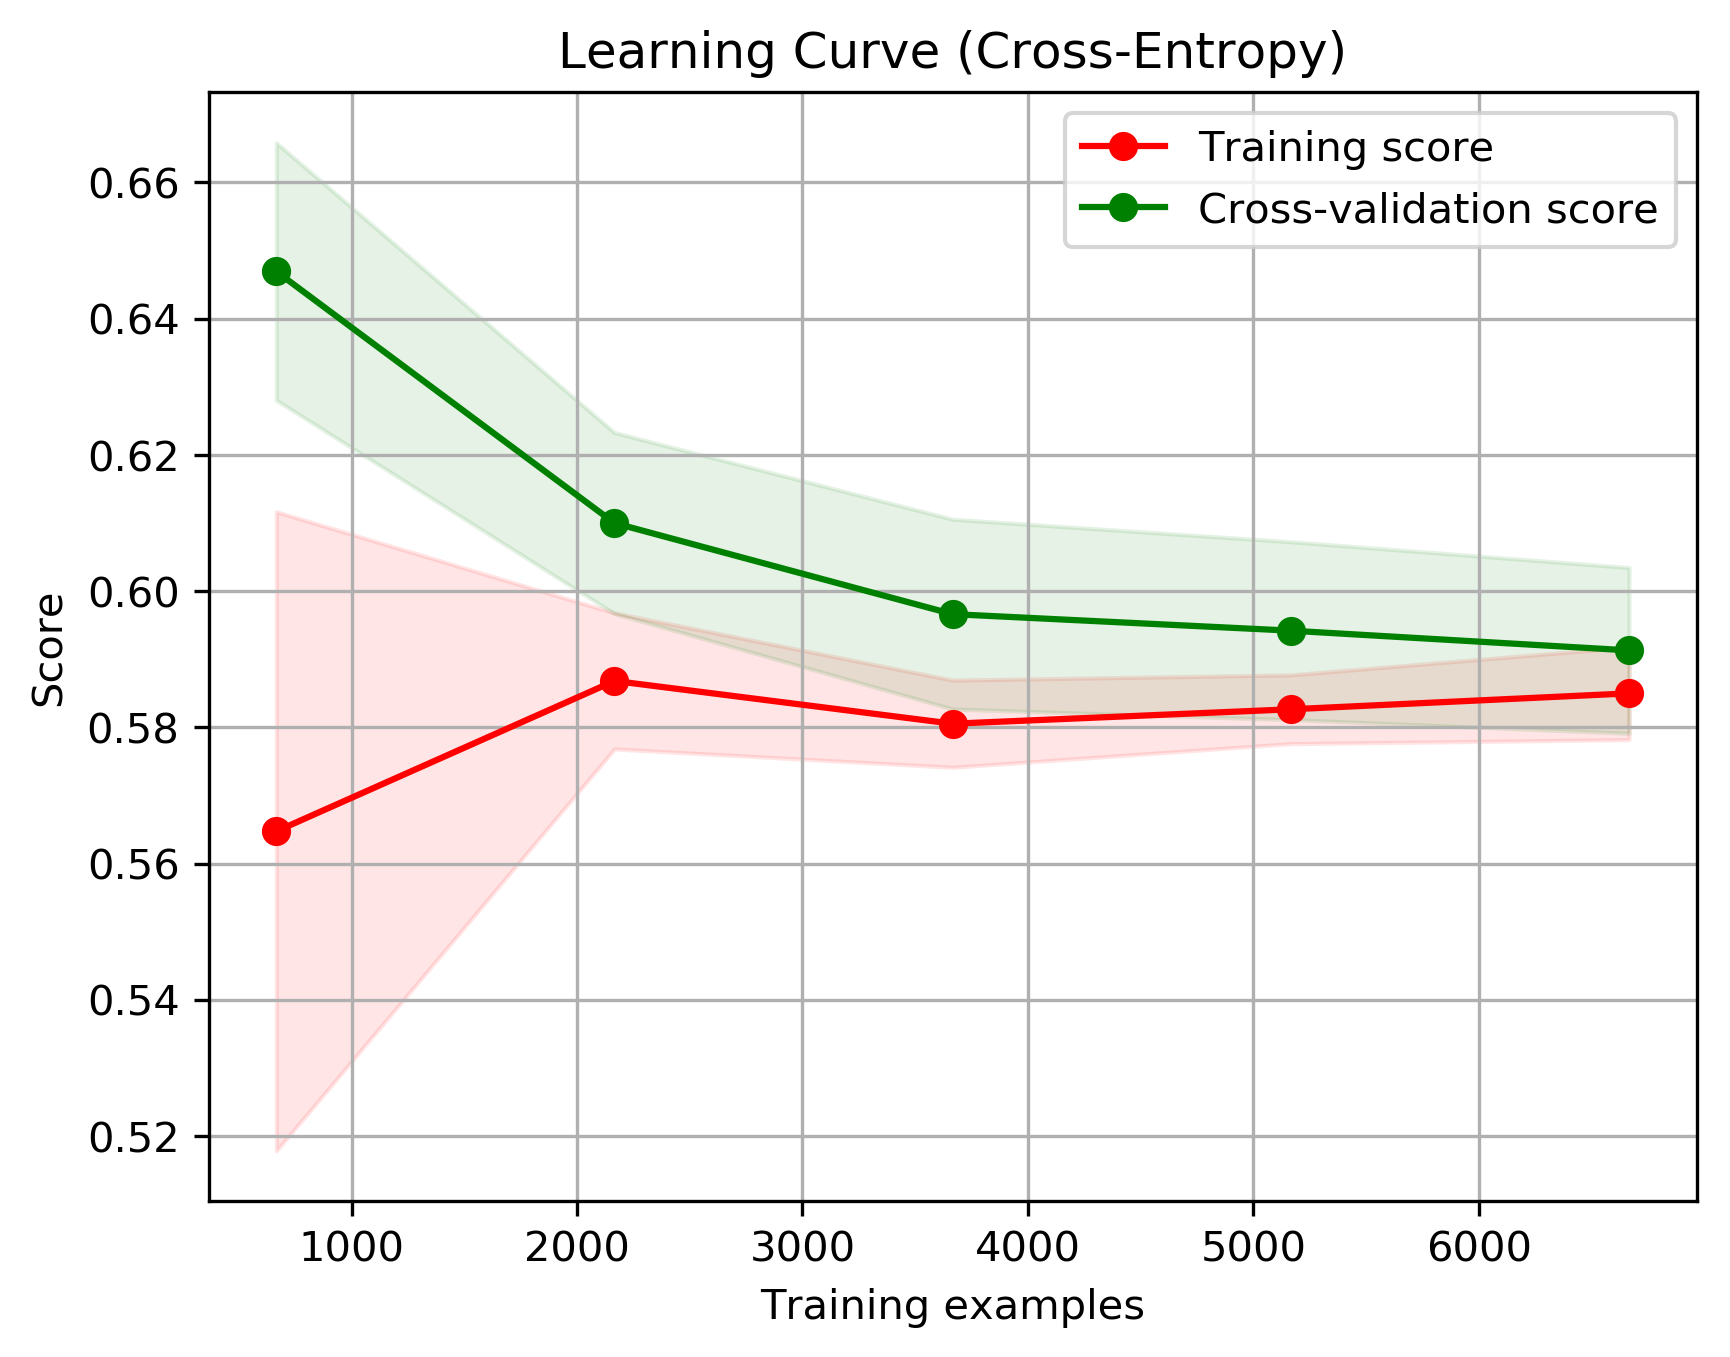 Learning Curve (Cross-Entropy)
Training score
Cross-validation score
0.66
0.64
0.62
0.60
0.58
0.56
0.54
0.52
Score
1000 2000 3000 4000 5000 6000
Training examples